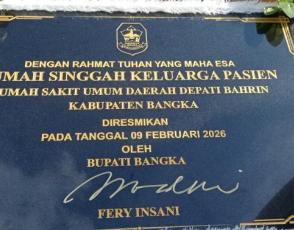 DENGAN RAHMAT TUHAN YANG MAHA ESA
UMAH SINGGAH KELUARGA PASIEN
UMAH SAKIT UMUM DAERAH DEPATI BAHRIN
KABUPATEN BANGKA
DIRESMIKAN
PADA TANGGAL 09 FEBRUARI 2026
OLEH
BUPATI BANGKA
FERY INSANI